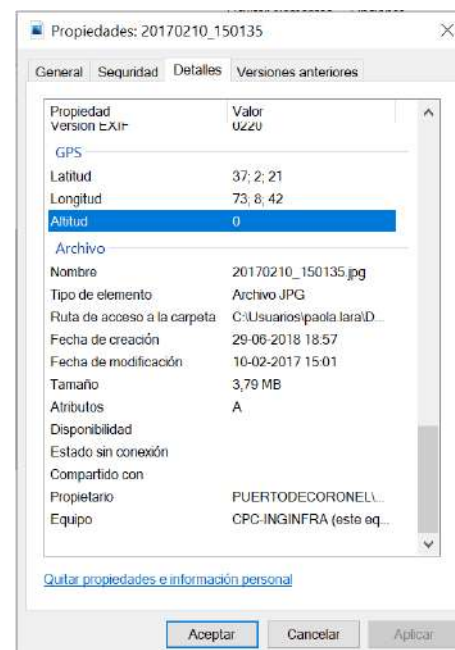 Propiedades: 20170210_150135
General Seguridad Detalles Versiones anteriores
Propiedad Valor
Versión EXIF 0220
GPS
Latitud 37; 2; 21
Longitud 73; 8; 42
Altitud 0
Archivo
Nombre 20170210_150135.jpg
Tipo de elemento Archivo JPG
Ruta de acceso a la carpeta C:\Usuarios\paola.lara\D...
Fecha de creación 29-06-2018 18:57
Fecha de modificación 10-02-2017 15:01
Tamaño 3,79 MB
Atributos A
Disponibilidad
Estado sin conexión
Compartido con
Propietario PUERTODECORONEL\...
Equipo CPC-INGINFRA (este eq...
Quitar propiedades e información personal
Aceptar Cancelar Aplicar